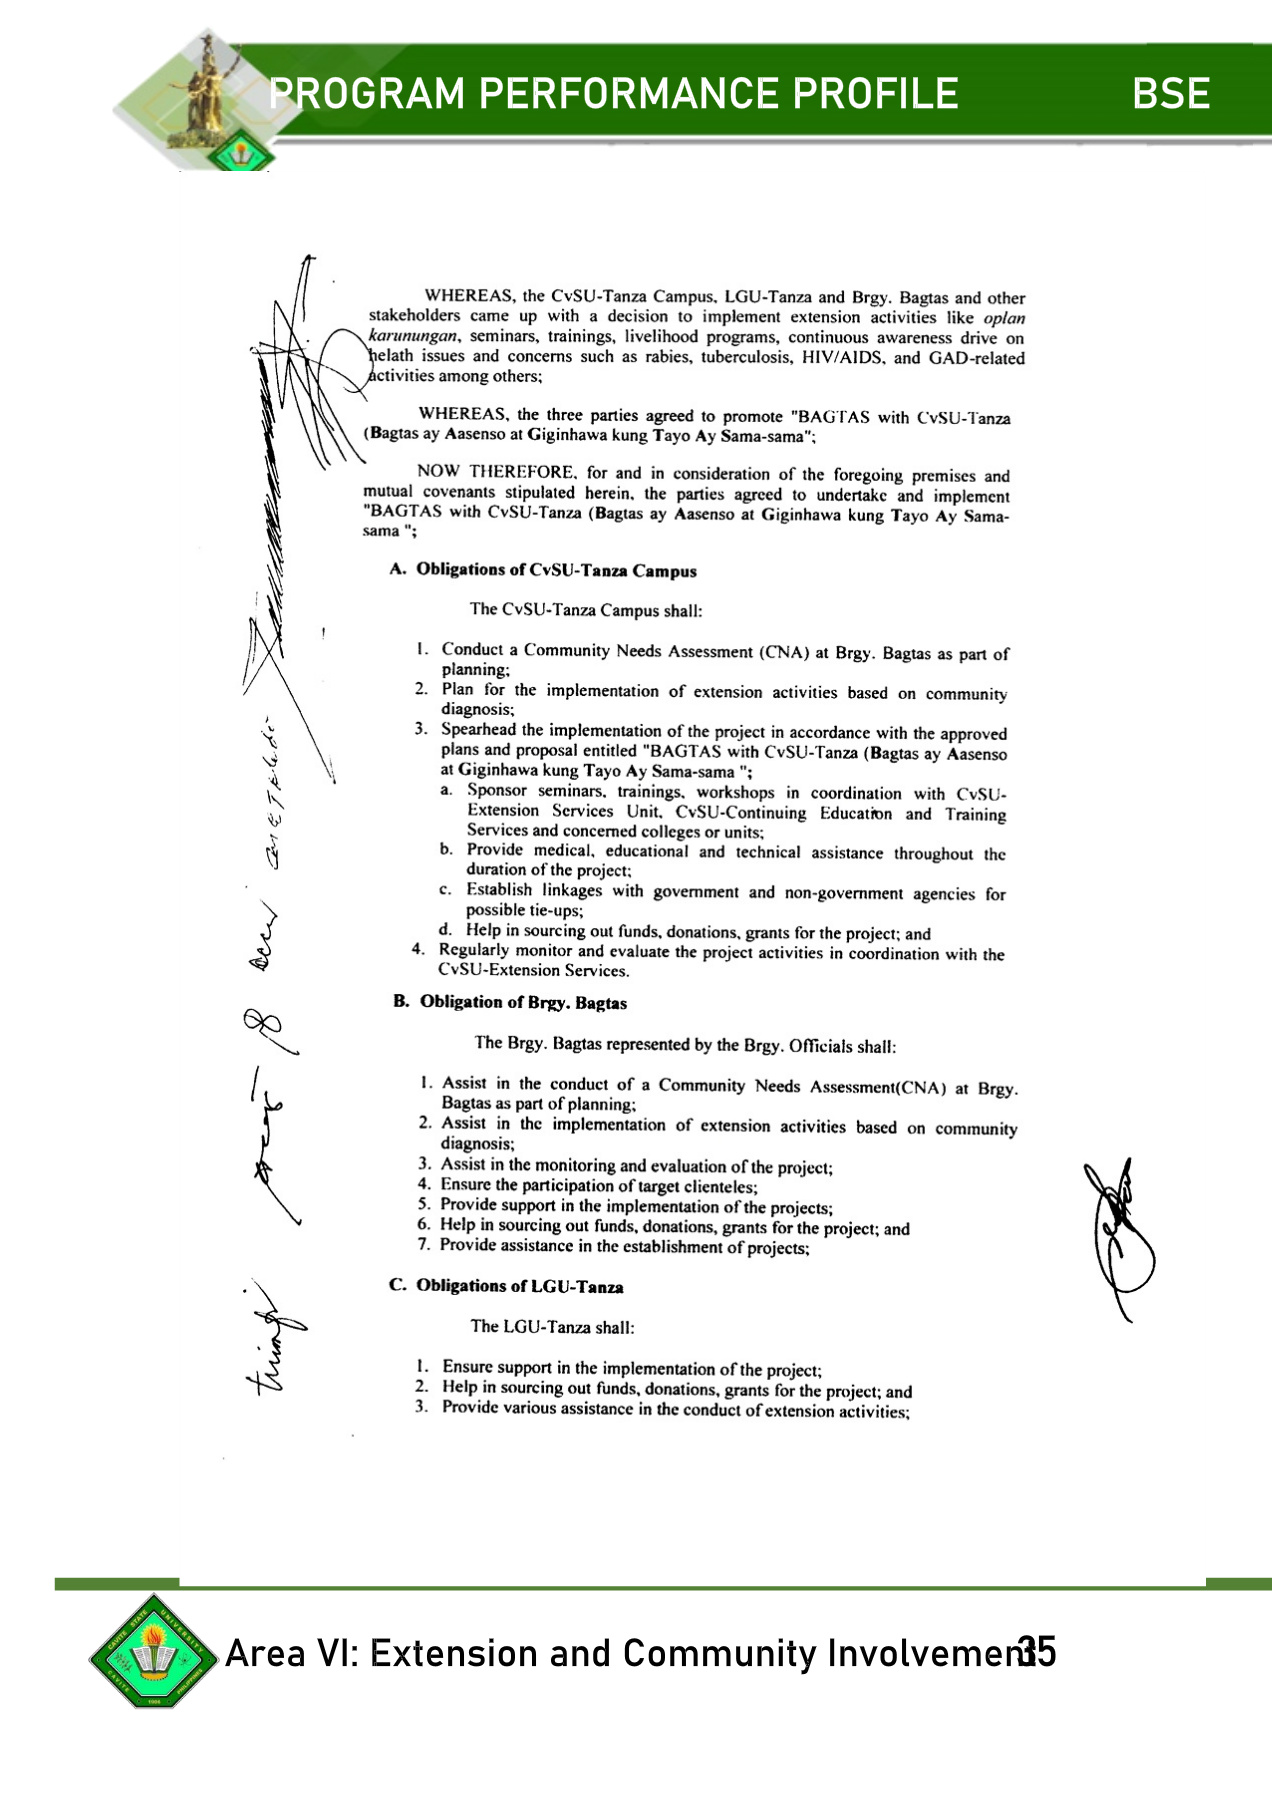 PROGRAM PERFORMANCE PROFILE BSE
WHEREAS, the CvSU-Tanza Campus, LGU-Tanza and Brgy. Bagtas and other
stakeholders came up with a decision to implement extension activities like oplan
karunungan, seminars, trainings, livelihood programs, continuous awareness drive on
helath issues and concerns such as rabies, tuberculosis, HIV/AIDS, and GAD-related
activities among others;
WHEREAS, the three parties agreed to promote "BAGTAS with CvSU-Tanza
(Bagtas ay Aasenso at Giginhawa kung Tayo Ay Sama-sama";
NOW THEREFORE, for and in consideration of the foregoing premises and
mutual covenants stipulated herein, the parties agreed to undertake and implement
"BAGTAS with CvSU-Tanza (Bagtas ay Aasenso at Giginhawa kung Tayo Ay Sama-
sama ";
A. Obligations of CvSU-Tanza Campus
The CvSU-Tanza Campus shall:
1. Conduct a Community Needs Assessment (CNA) at Brgy. Bagtas as part of
planning;
2. Plan for the implementation of extension activities based on community
diagnosis;
3. Spearhead the implementation of the project in accordance with the approved
plans and proposal entitled "BAGTAS with CvSU-Tanza (Bagtas ay Aasenso
at Giginhawa kung Tayo Ay Sama-sama ";
a. Sponsor seminars, trainings, workshops in coordination with CvSU-
Extension Services Unit, CvSU-Continuing Education and Training
Services and concerned colleges or units;
b. Provide medical, educational and technical assistance throughout the
duration of the project;
c. Establish linkages with government and non-government agencies for
possible tie-ups;
d. Help in sourcing out funds, donations, grants for the project; and
4. Regularly monitor and evaluate the project activities in coordination with the
CvSU-Extension Services.
B. Obligation of Brgy. Bagtas
The Brgy. Bagtas represented by the Brgy. Officials shall:
1. Assist in the conduct of a Community Needs Assessment(CNA) at Brgy.
Bagtas as part of planning;
2. Assist in the implementation of extension activities based on community
diagnosis;
3. Assist in the monitoring and evaluation of the project;
4. Ensure the participation of target clienteles;
5. Provide support in the implementation of the projects;
6. Help in sourcing out funds, donations, grants for the project; and
7. Provide assistance in the establishment of projects;
C. Obligations of LGU-Tanza
The LGU-Tanza shall:
1. Ensure support in the implementation of the project;
2. Help in sourcing out funds, donations, grants for the project; and
3. Provide various assistance in the conduct of extension activities;
CAVITE STATE UNIVERSITY
CAVITE 1906 PHILIPPINES
Area VI: Extension and Community Involvement 35